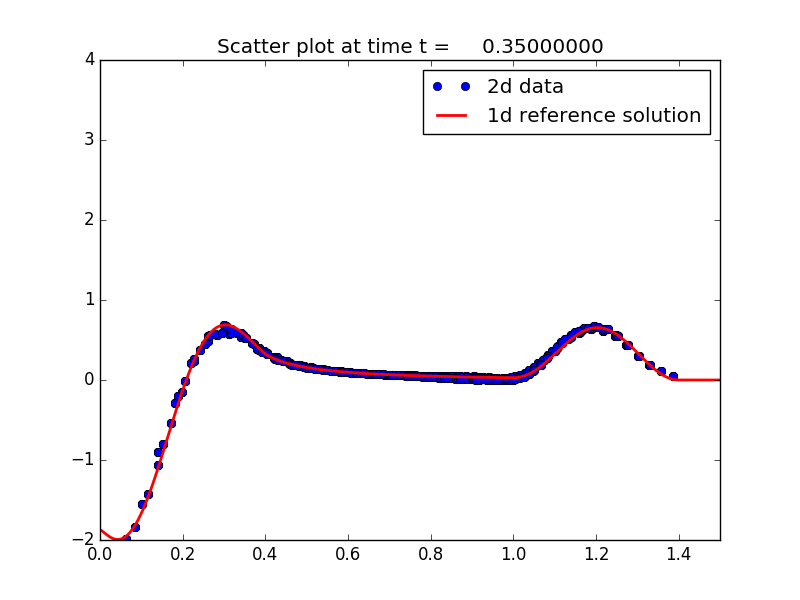 Scatter plot at time t =     0.35000000
4
2d data
1d reference solution
3
2
1
0
−1
−2
0.0 0.2 0.4 0.6 0.8 1.0 1.2 1.4